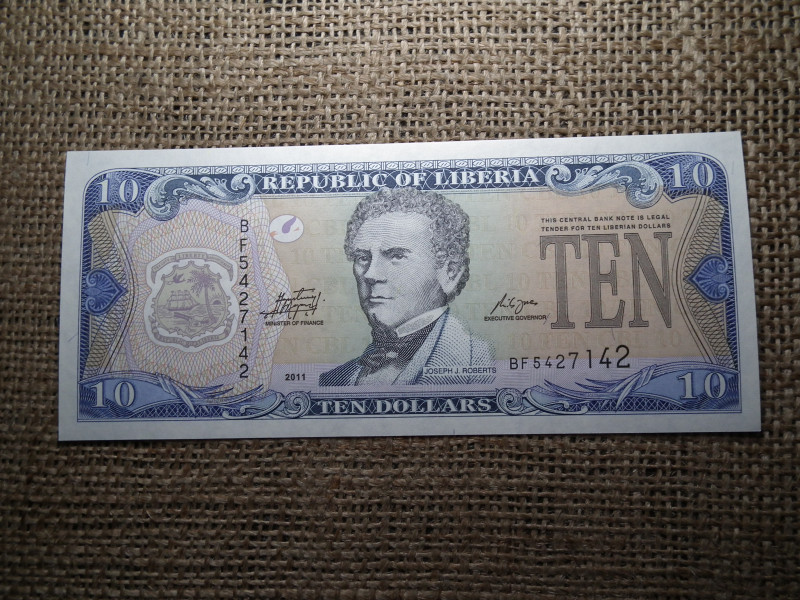 10
REPUBLIC OF LIBERIA
10
THIS CENTRAL BANK NOTE IS LEGAL
TENDER FOR TEN LIBERIAN DOLLARS
TEN
BF5427142
LIBERIA
MINISTER OF FINANCE
EXECUTIVE GOVERNOR
2011
JOSEPH J. ROBERTS
BF5427142
10
TEN DOLLARS
10